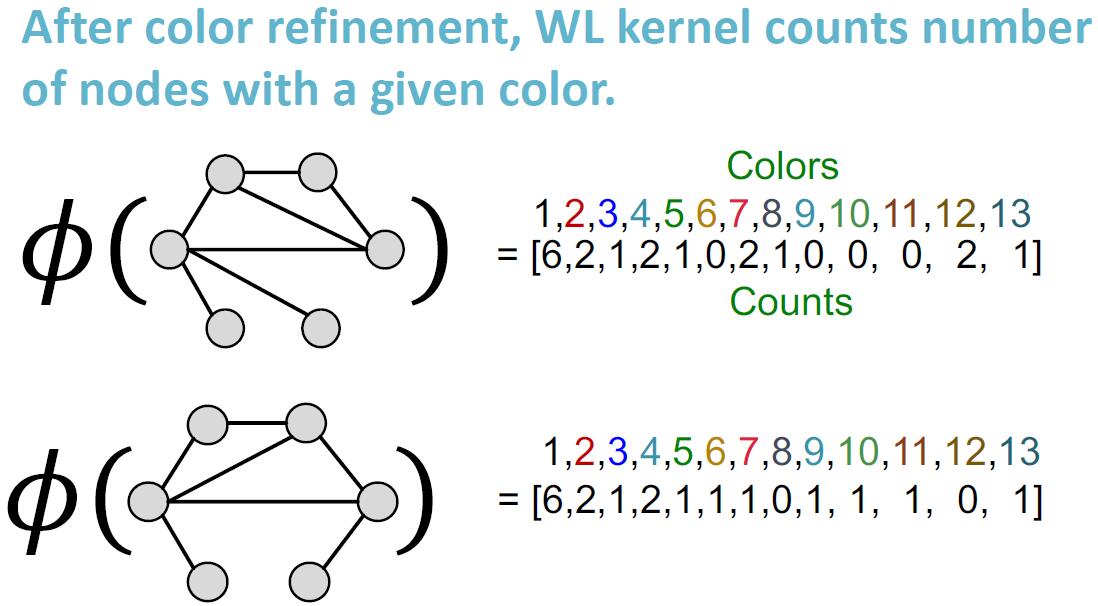 After color refinement, WL kernel counts number
of nodes with a given color.
Colors
1,2,3,4,5,6,7,8,9,10,11,12,13
ϕ( ) = [6,2,1,2,1,0,2,1,0, 0, 0, 2, 1]
Counts
1,2,3,4,5,6,7,8,9,10,11,12,13
ϕ( ) = [6,2,1,2,1,1,1,0,1, 1, 1, 0, 1]